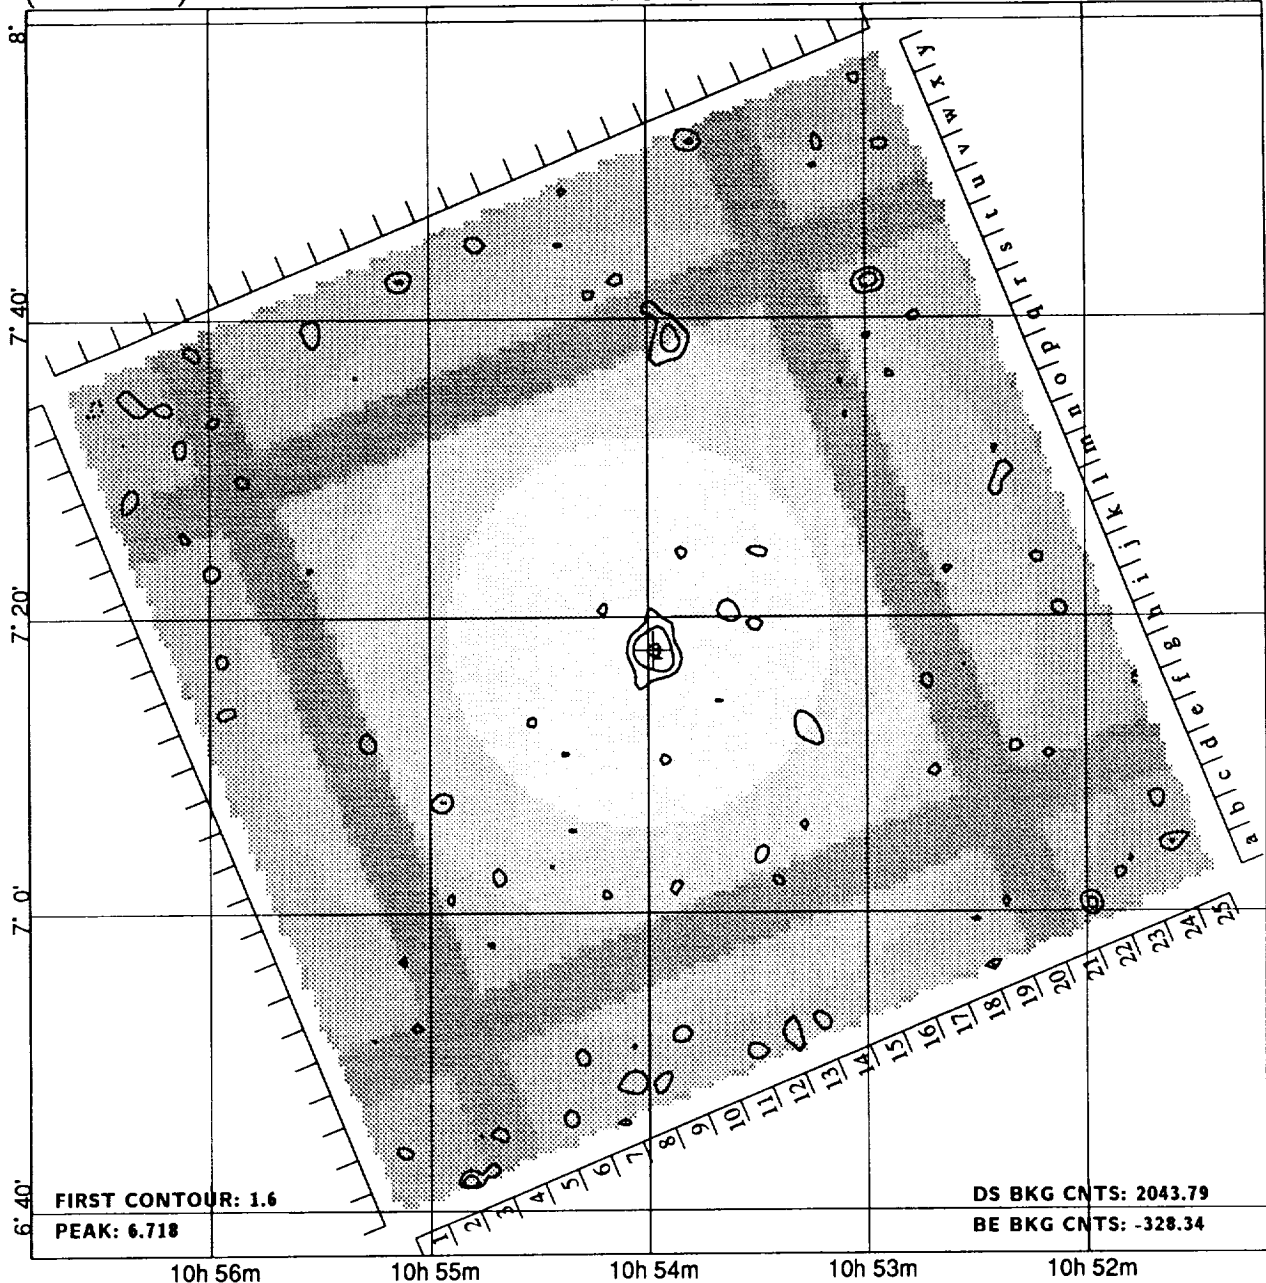 8°
7° 40'
7° 20'
7° 0'
6° 40'
a b c d e f g h i j k l m n o p q r s t u v w x y
1 2 3 4 5 6 7 8 9 10 11 12 13 14 15 16 17 18 19 20 21 22 23 24 25
FIRST CONTOUR: 1.6
PEAK: 6.718
DS BKG CNTS: 2043.79
BE BKG CNTS: -328.34
10h 56m
10h 55m
10h 54m
10h 53m
10h 52m